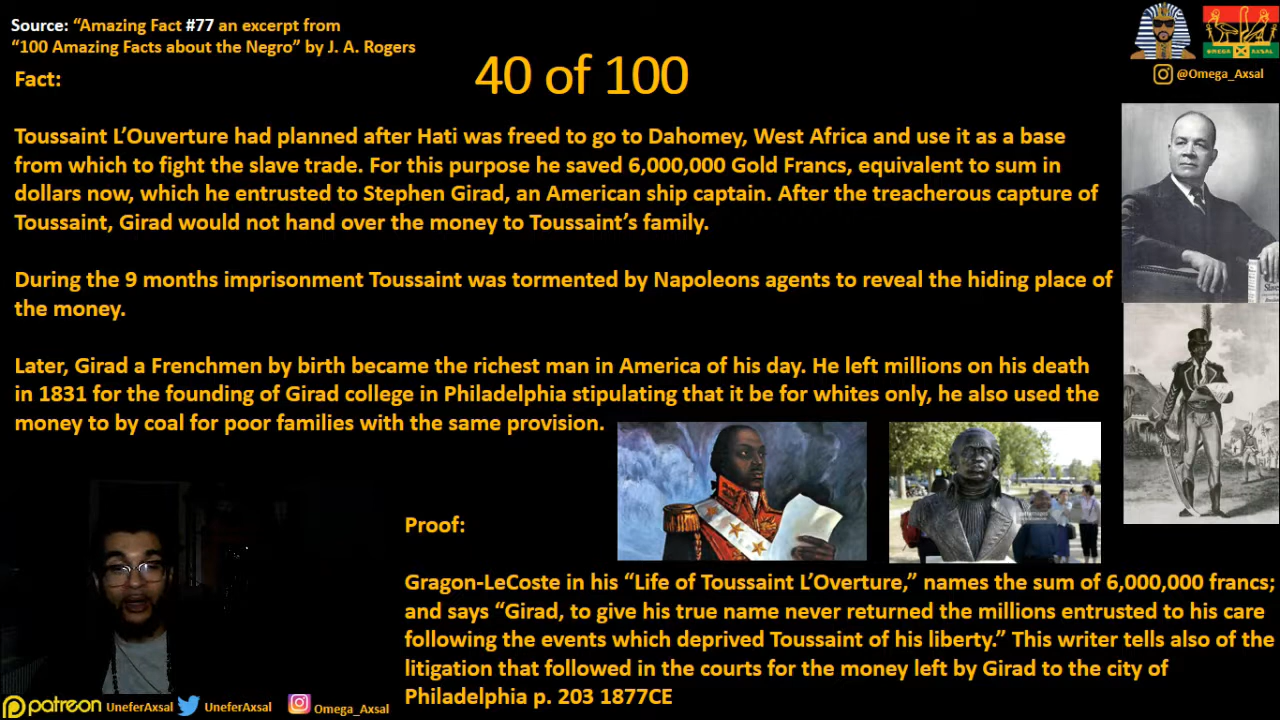 Source: “Amazing Fact #77 an excerpt from
“100 Amazing Facts about the Negro” by J. A. Rogers
Fact:
40 of 100
OMEGA AXSAL
@Omega_Axsal
Toussaint L’Ouverture had planned after Hati was freed to go to Dahomey, West Africa and use it as a base
from which to fight the slave trade. For this purpose he saved 6,000,000 Gold Francs, equivalent to sum in
dollars now, which he entrusted to Stephen Girad, an American ship captain. After the treacherous capture of
Toussaint, Girad would not hand over the money to Toussaint’s family.
During the 9 months imprisonment Toussaint was tormented by Napoleons agents to reveal the hiding place of
the money.
Later, Girad a Frenchmen by birth became the richest man in America of his day. He left millions on his death
in 1831 for the founding of Girad college in Philadelphia stipulating that it be for whites only, he also used the
money to by coal for poor families with the same provision.
Proof:
Gragon-LeCoste in his “Life of Toussaint L’Overture,” names the sum of 6,000,000 francs;
and says “Girad, to give his true name never returned the millions entrusted to his care
following the events which deprived Toussaint of his liberty.” This writer tells also of the
litigation that followed in the courts for the money left by Girad to the city of
Philadelphia p. 203 1877CE
patreon UneferAxsal UneferAxsal Omega_Axsal